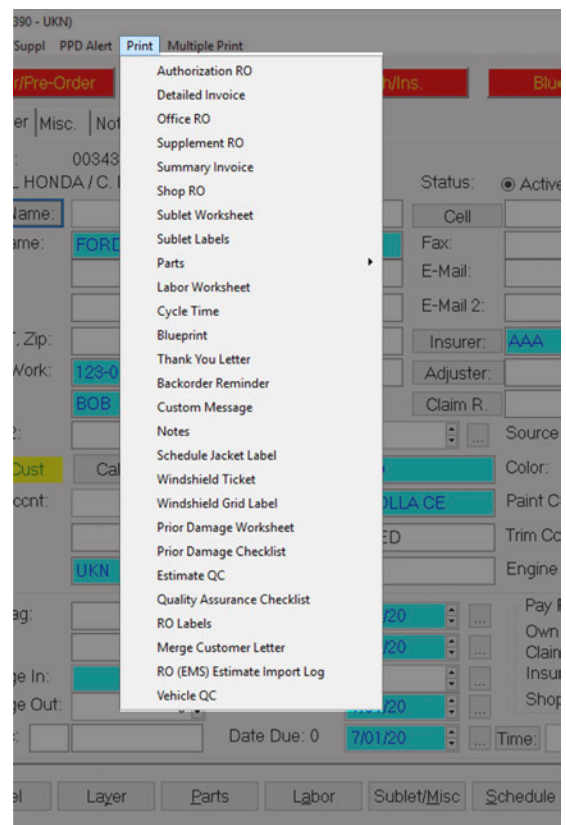 390 - UKN)
/Suppl PPD Alert Print Multiple Print
r/Pre-Order h/Ins. Blue
er Misc. Not
: 00343
L HONDA / C. Status: Active
Name: Cell
ame: FORD Fax:
E-Mail:
E-Mail 2:
, Zip: Insurer: AAA
Work: 123-0 Adjuster:
BOB Claim R.
2: ... Source
Cust Cal Color:
ccnt: OLLA CE Paint C
ED Trim Co
UKN Engine
ag: /20 ... Pay
/20 ... Own
Claim
ge In: ... Insur
ge Out: 0 7/01/20 ... Shop
: Date Due: 0 7/01/20 ... Time:
el Layer Parts Labor Sublet/Misc Schedule
Authorization RO
Detailed Invoice
Office RO
Supplement RO
Summary Invoice
Shop RO
Sublet Worksheet
Sublet Labels
Parts
Labor Worksheet
Cycle Time
Blueprint
Thank You Letter
Backorder Reminder
Custom Message
Notes
Schedule Jacket Label
Windshield Ticket
Windshield Grid Label
Prior Damage Worksheet
Prior Damage Checklist
Estimate QC
Quality Assurance Checklist
RO Labels
Merge Customer Letter
RO (EMS) Estimate Import Log
Vehicle QC